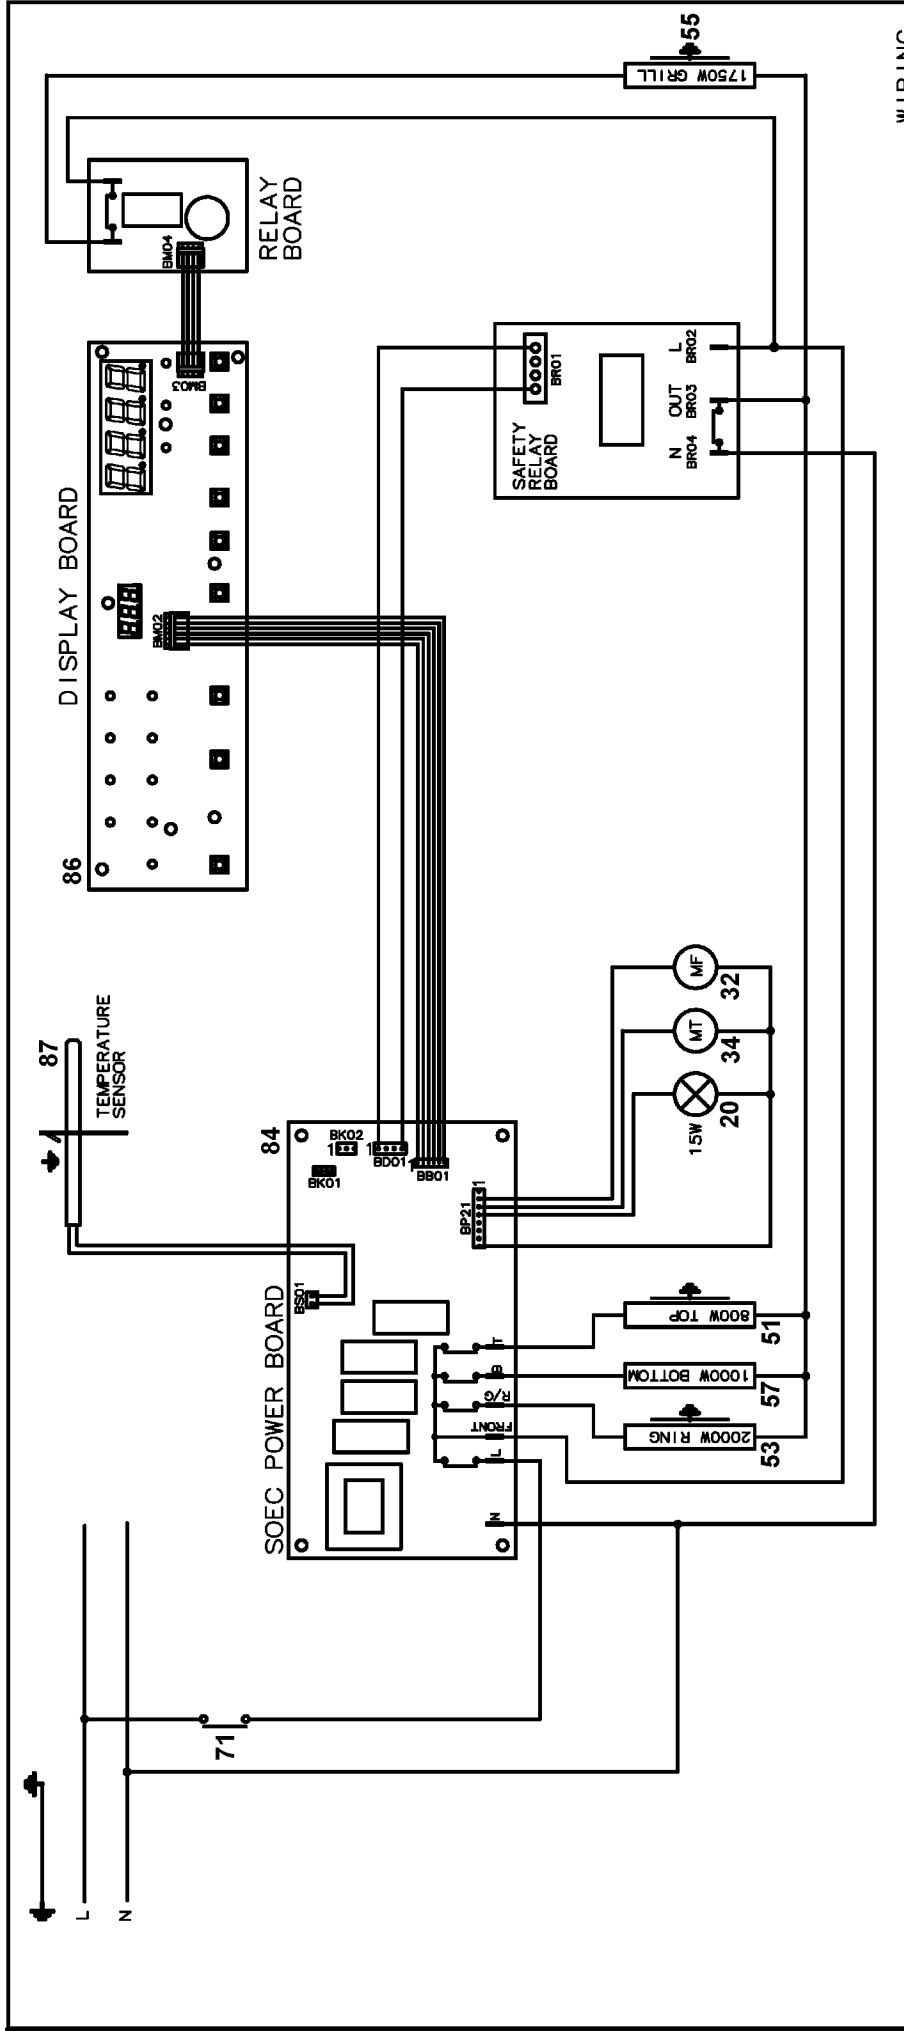 WIRING
55
1750W GRILL
RELAY
BOARD
BM04
BM03
DISPLAY BOARD
BM02
86
SAFETY
RELAY
BOARD
BR01
L
BR02
OUT
BR03
N
BR04
87
TEMPERATURE
SENSOR
84
SOEC POWER BOARD
BK02
1
BK01
1
BD01
1
BB01
BP21
1
BS01
MF
32
MT
34
15W
20
T
B
R/G
FRONT
L
N
800W TOP
51
1000W BOTTOM
57
2000W RING
53
71
L
N